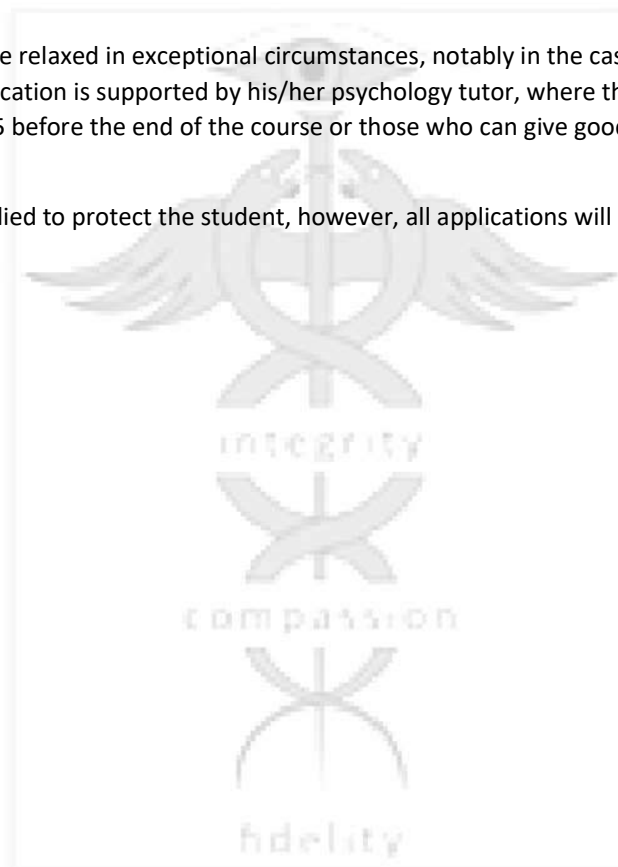 e relaxed in exceptional circumstances, notably in the cas
cation is supported by his/her psychology tutor, where th
5 before the end of the course or those who can give good
lied to protect the student, however, all applications will
integrity
compassion
fidelity